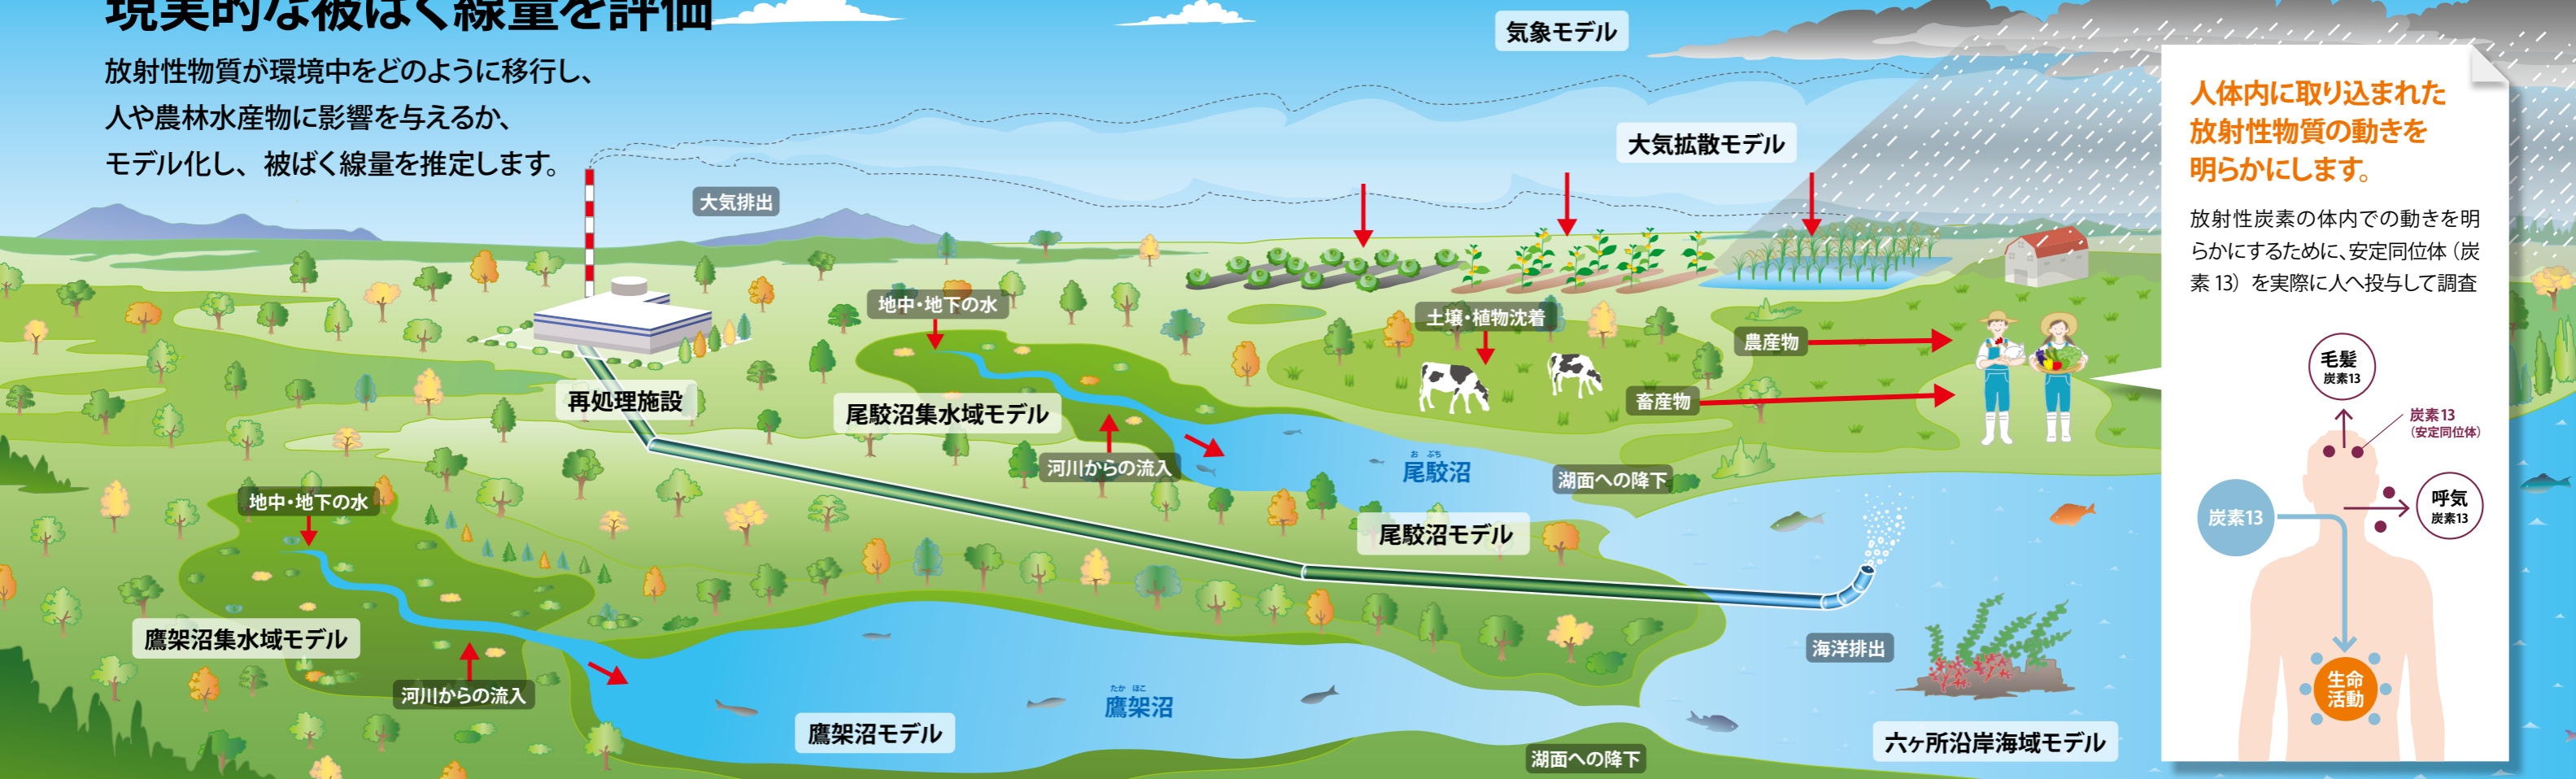 現実的な被ばく線量を評価
放射性物質が環境中をどのように移行し、
人や農林水産物に影響を与えるか、
モデル化し、被ばく線量を推定します。
気象モデル
大気拡散モデル
大気排出
地中・地下の水
土壌・植物沈着
農産物
畜産物
再処理施設
尾駮沼集水域モデル
河川からの流入
お ぶち
尾駮沼
湖面への降下
尾駮沼モデル
地中・地下の水
鷹架沼集水域モデル
河川からの流入
たか ほこ
鷹架沼
鷹架沼モデル
海洋排出
湖面への降下
六ヶ所沿岸海域モデル
人体内に取り込まれた
放射性物質の動きを
明らかにします。
放射性炭素の体内での動きを明
らかにするために、安定同位体（炭
素 13）を実際に人へ投与して調査
毛髪
炭素13
炭素13
（安定同位体）
炭素13
呼気
炭素13
生命
活動